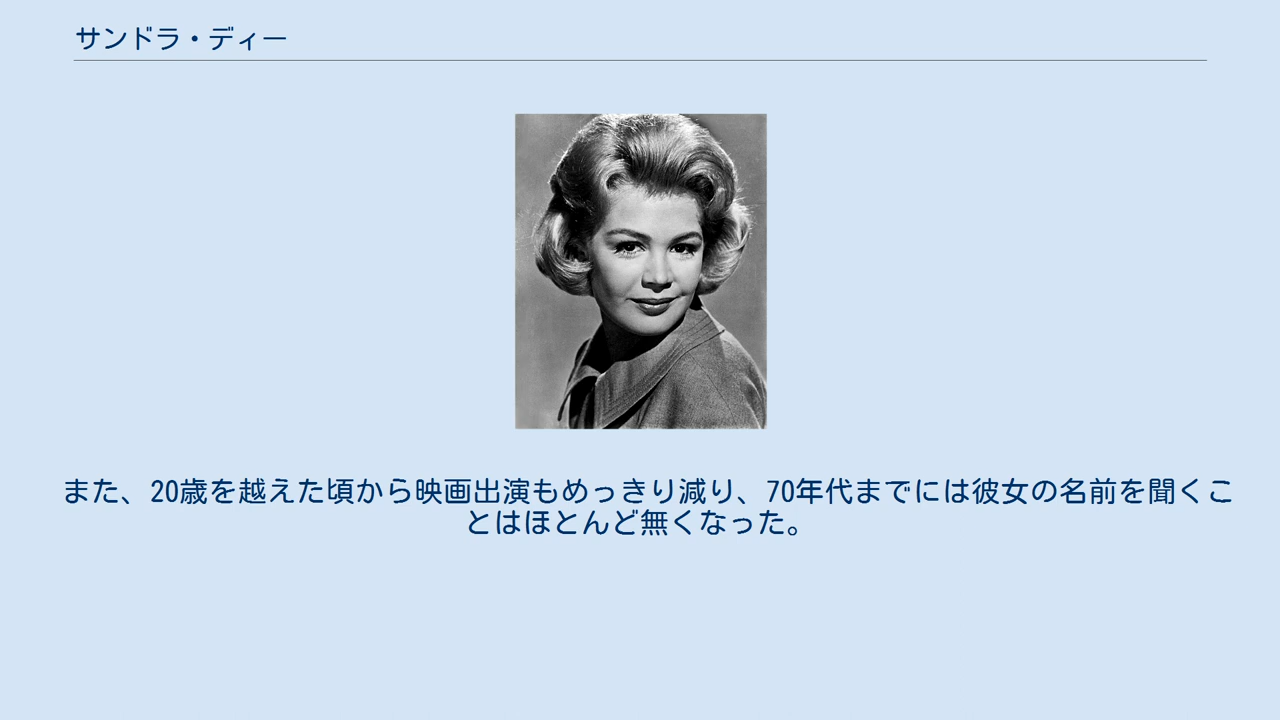 サンドラ・ディー
また、20歳を越えた頃から映画出演もめっきり減り、70年代までには彼女の名前を聞くこ
とはほとんど無くなった。